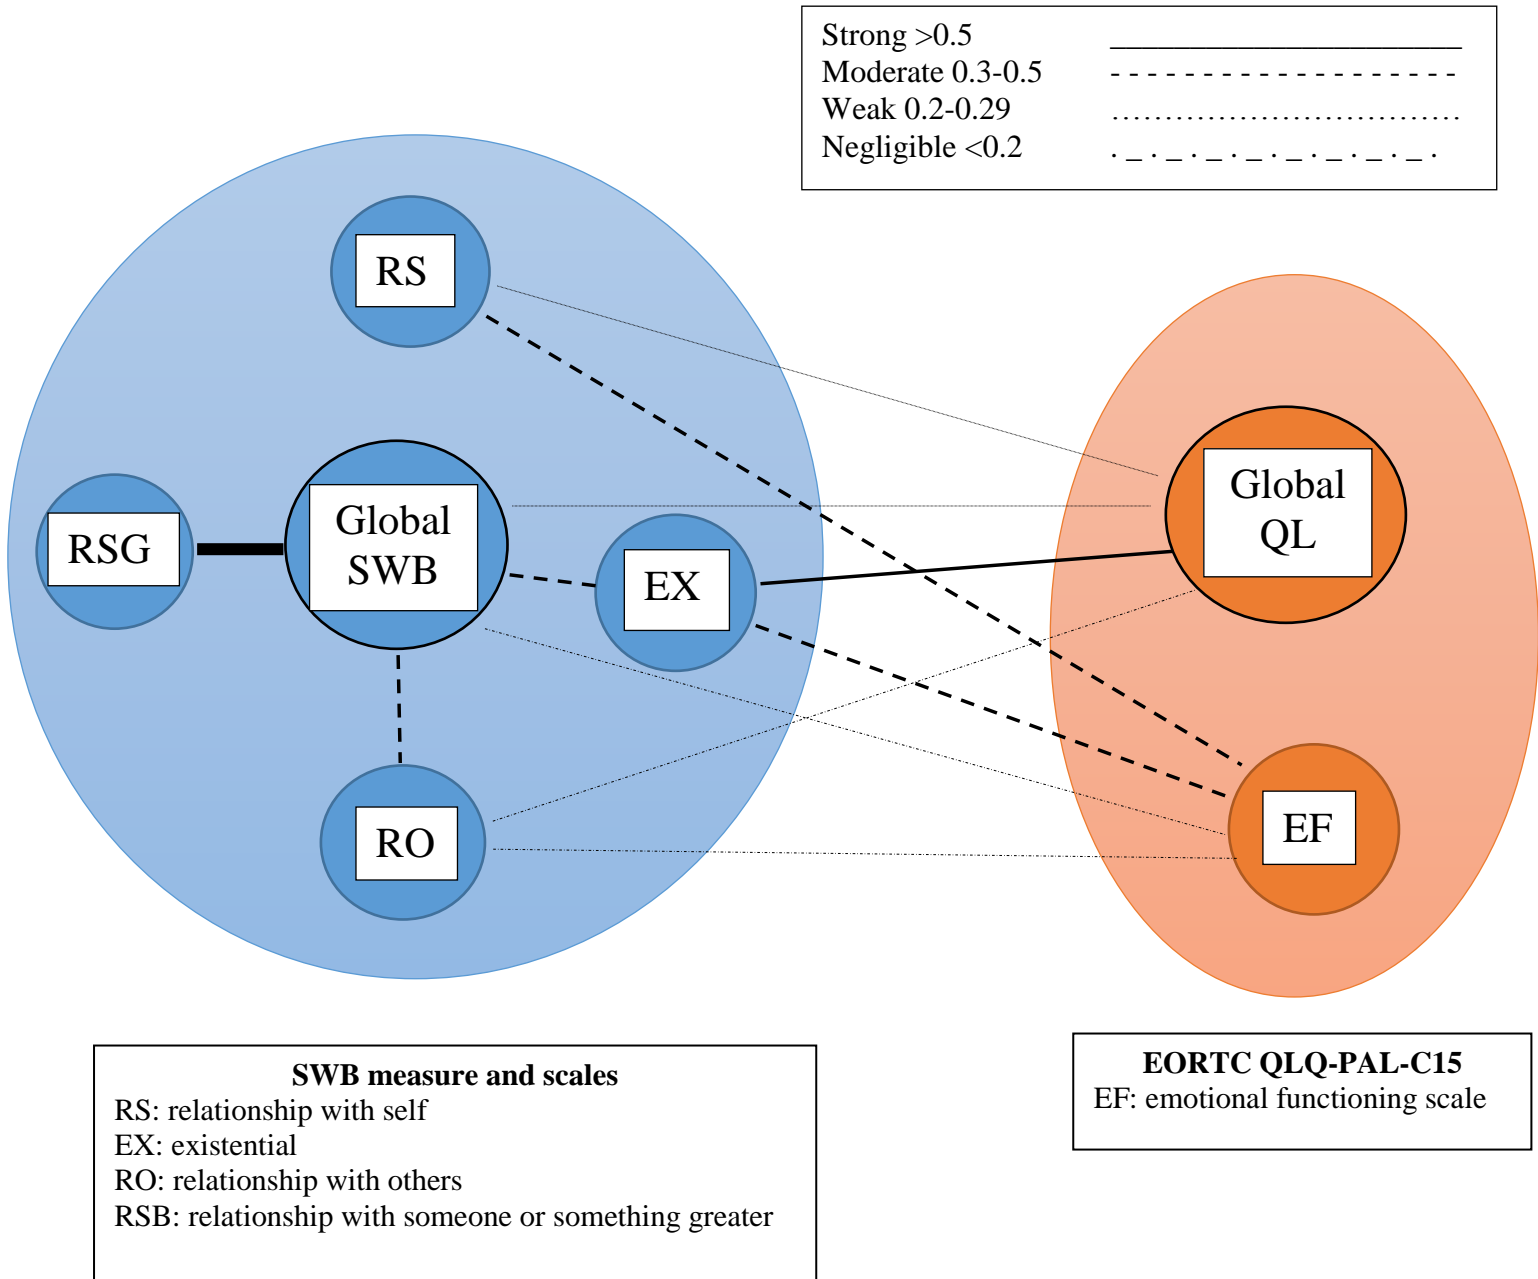 Strong >0.5 ______________________
Moderate 0.3-0.5 - - - - - - - - - - - - - - - - - - -
Weak 0.2-0.29 ................................
Negligible <0.2 . _ . _ . _ . _ . _ . _ . _ . _ .
RS
Global
SWB
RSG
EX
RO
Global
QL
EF
SWB measure and scales
RS: relationship with self
EX: existential
RO: relationship with others
RSB: relationship with someone or something greater
EORTC QLQ-PAL-C15
EF: emotional functioning scale